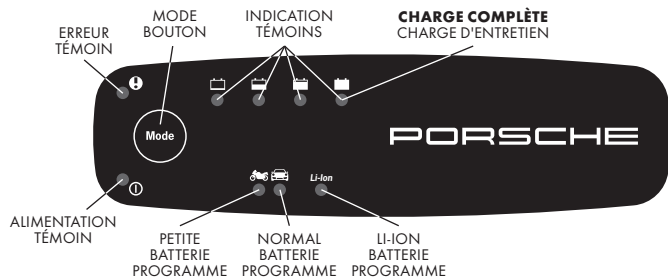 ERREUR
TÉMOIN
MODE
BOUTON
INDICATION
TÉMOINS
CHARGE COMPLÈTE
CHARGE D'ENTRETIEN
Mode
PORSCHE
Li-Ion
ALIMENTATION
TÉMOIN
PETITE
BATTERIE
PROGRAMME
NORMAL
BATTERIE
PROGRAMME
LI-ION
BATTERIE
PROGRAMME